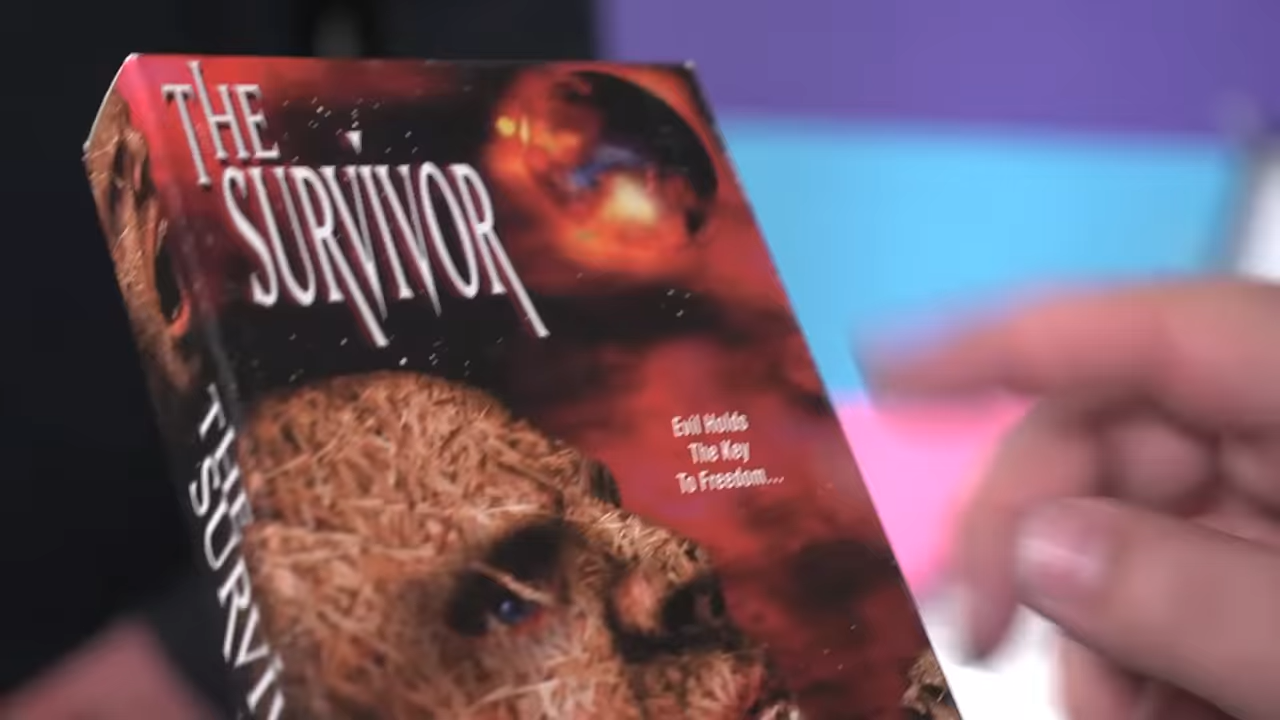 THE
SURVIVOR
Evil Holds
The Key
To Freedom...
THE
SURVIV